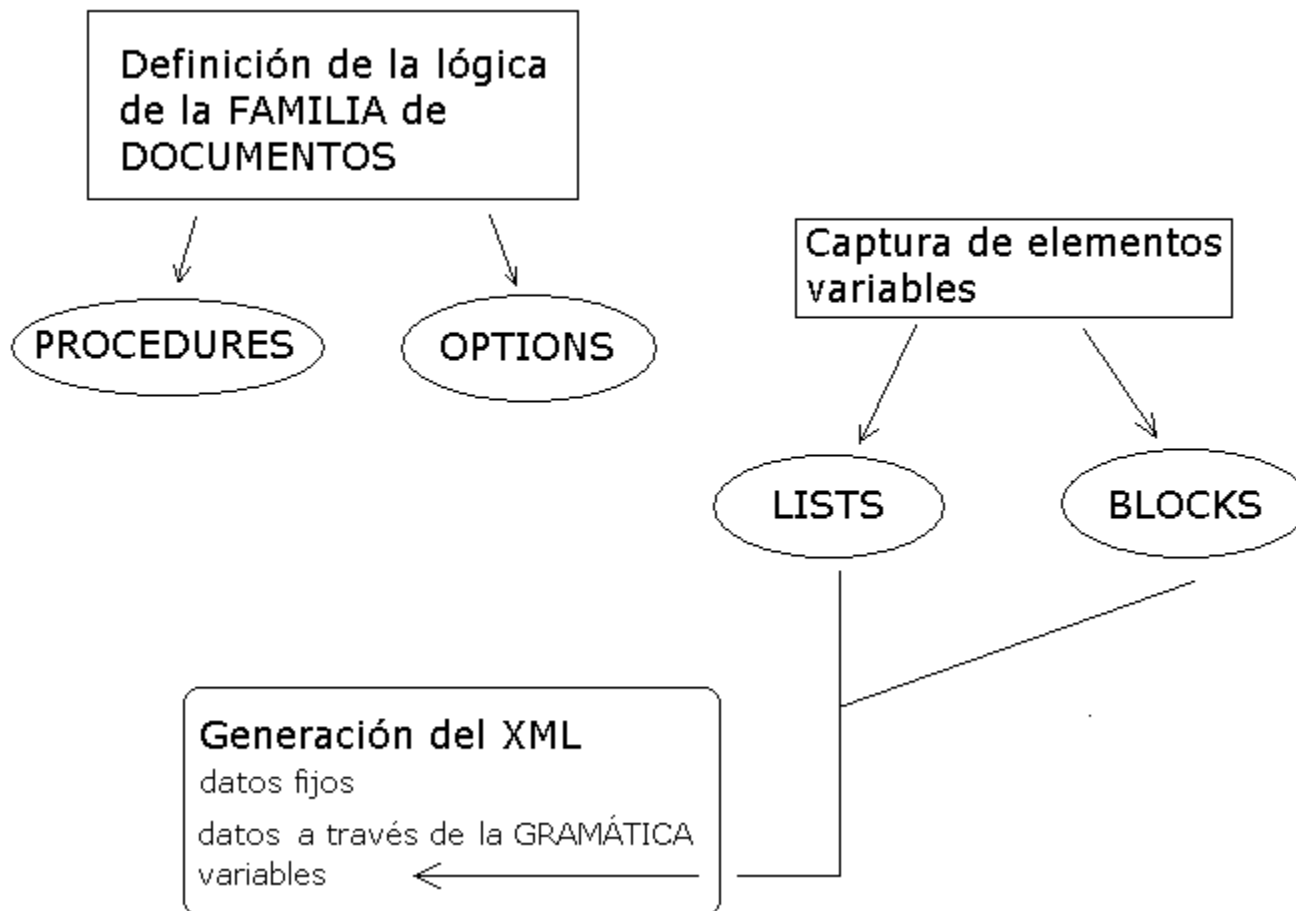 Definición de la lógica
de la FAMILIA de
DOCUMENTOS
PROCEDURES
OPTIONS
Captura de elementos
variables
LISTS
BLOCKS
Generación del XML
datos fijos
datos a través de la GRAMÁTICA
variables